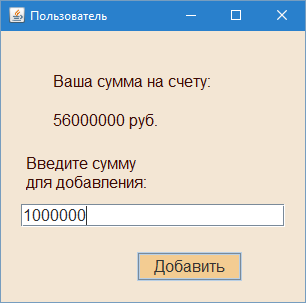 Пользователь
Ваша сумма на счету:
56000000 руб.
Введите сумму
для добавления:
1000000
Добавить